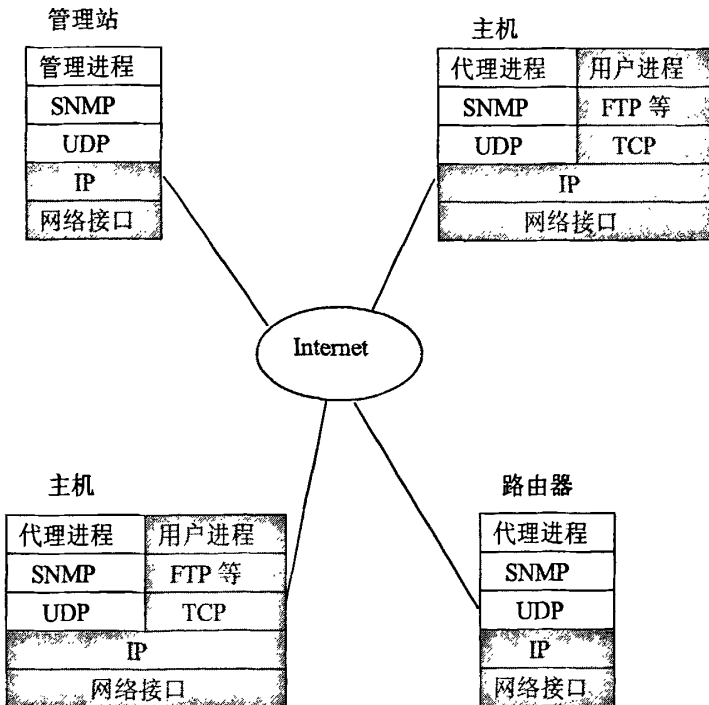 管理站
管理进程
SNMP
UDP
IP
网络接口
主机
代理进程 用户进程
SNMP FTP 等
UDP TCP
IP
网络接口
Internet
主机
代理进程 用户进程
SNMP FTP 等
UDP TCP
IP
网络接口
路由器
代理进程
SNMP
UDP
IP
网络接口